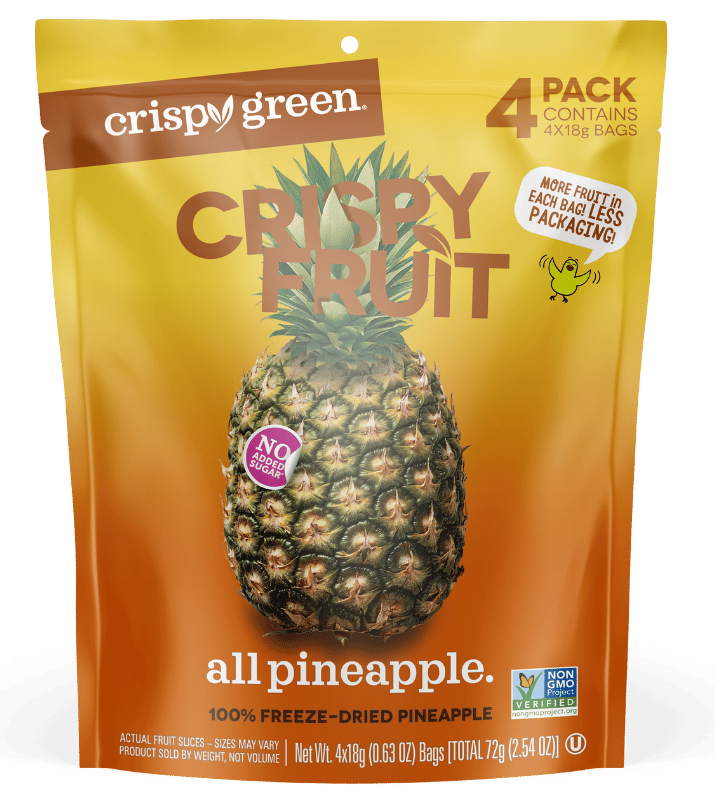 crispy green®
4 PACK
CONTAINS
4X18g BAGS
CRISPY
FRUIT
MORE FRUIT in
EACH BAG! LESS
PACKAGING!
NO
ADDED
SUGAR*
all pineapple.
100% FREEZE-DRIED PINEAPPLE
NON
GMO
Project
VERIFIED
nongmoproject.org
ACTUAL FRUIT SLICES – SIZES MAY VARY
PRODUCT SOLD BY WEIGHT, NOT VOLUME
Net Wt. 4x18g (0.63 OZ) Bags [TOTAL 72g (2.54 OZ)]
U